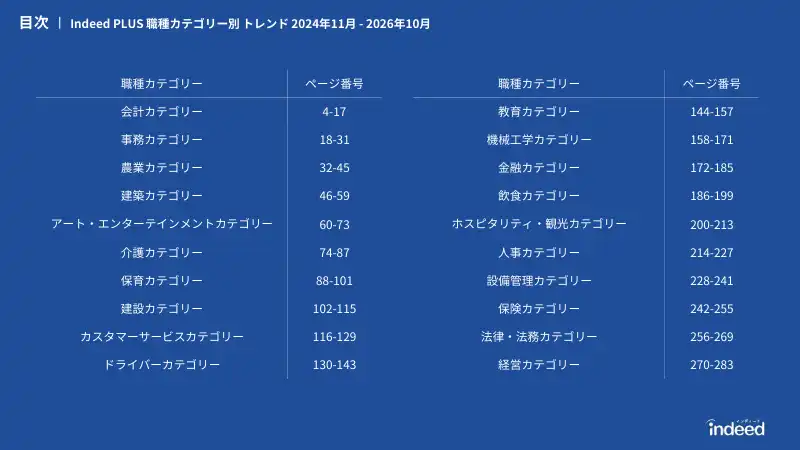 目次 | Indeed PLUS 職種カテゴリー別 トレンド 2024年11月 - 2026年10月
職種カテゴリー ページ番号
会計カテゴリー 4-17
事務カテゴリー 18-31
農業カテゴリー 32-45
建築カテゴリー 46-59
アート・エンターテインメントカテゴリー 60-73
介護カテゴリー 74-87
保育カテゴリー 88-101
建設カテゴリー 102-115
カスタマーサービスカテゴリー 116-129
ドライバーカテゴリー 130-143
職種カテゴリー ページ番号
教育カテゴリー 144-157
機械工学カテゴリー 158-171
金融カテゴリー 172-185
飲食カテゴリー 186-199
ホスピタリティ・観光カテゴリー 200-213
人事カテゴリー 214-227
設備管理カテゴリー 228-241
保険カテゴリー 242-255
法律・法務カテゴリー 256-269
経営カテゴリー 270-283
インディード
indeed